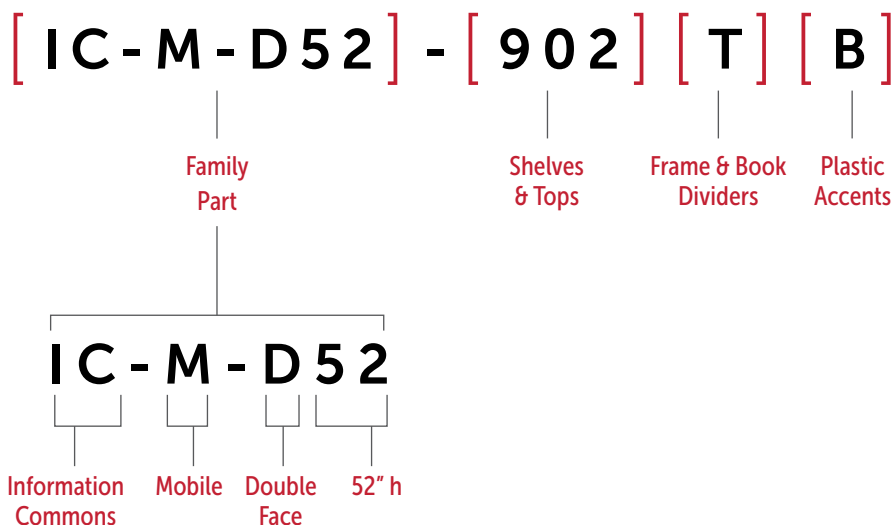 [IC-M-D52] - [902] [T] [B]
Family
Part
Shelves
& Tops
Frame & Book
Dividers
Plastic
Accents
IC-M-D52
Information
Commons
Mobile
Double
Face
52" h